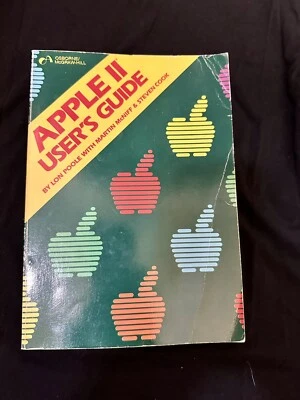 OSBORNE/
McGRAW-HILL
APPLE II
USER'S GUIDE
BY LON POOLE WITH MARTIN McNIFF & STEVEN COOK